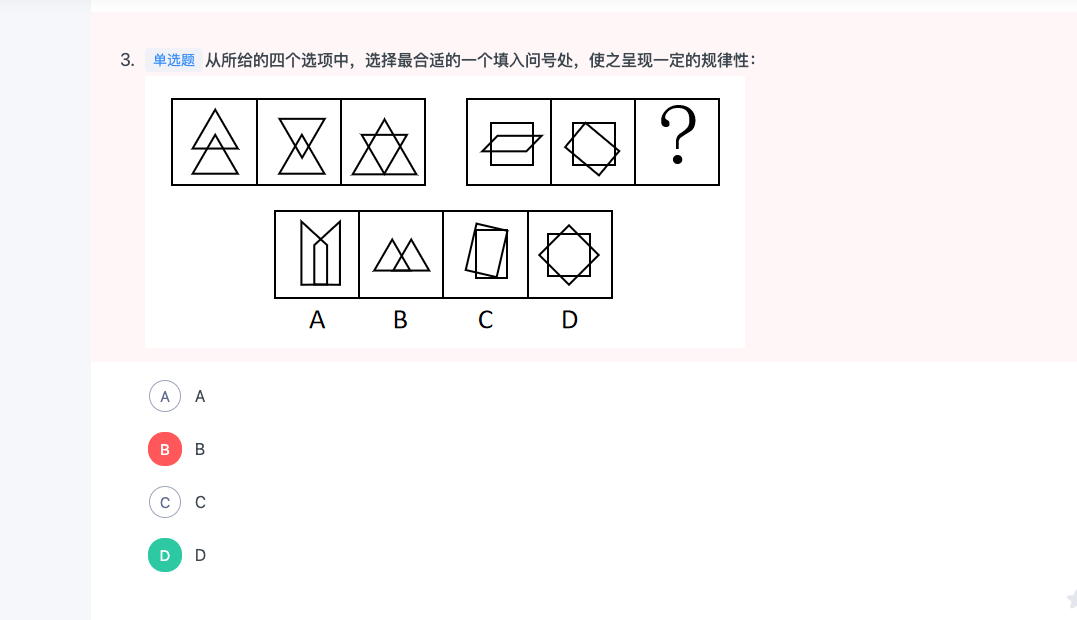 3. 单选题 从所给的四个选项中，选择最合适的一个填入问号处，使之呈现一定的规律性：
?
A B C D
A A
B B
C C
D D